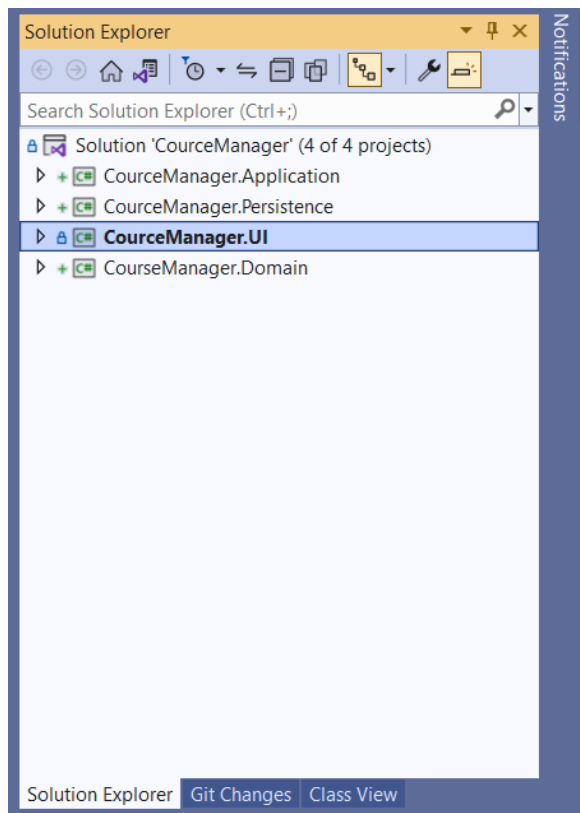 Solution Explorer
Search Solution Explorer (Ctrl+;)
Solution 'CourceManager' (4 of 4 projects)
C# CourceManager.Application
C# CourceManager.Persistence
C# CourceManager.UI
C# CourseManager.Domain
Solution Explorer Git Changes Class View
Notifications